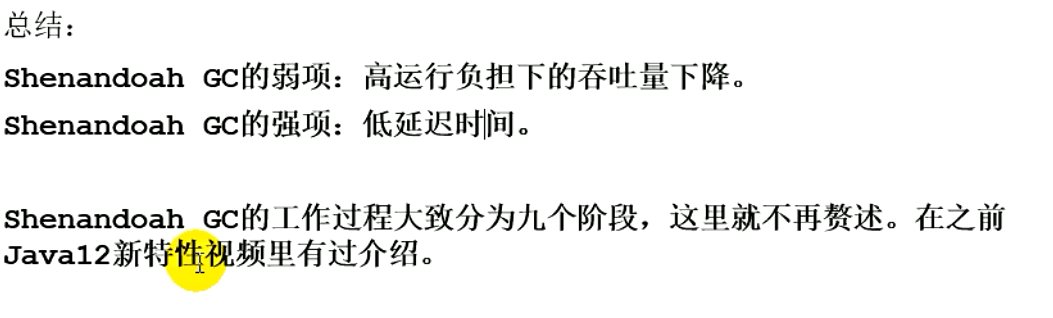 总结：
Shenandoah GC的弱项：高运行负担下的吞吐量下降。
Shenandoah GC的强项：低延迟时间。
Shenandoah GC的工作过程大致分为九个阶段，这里就不再赘述。在之前
Java12新特性视频里有过介绍。